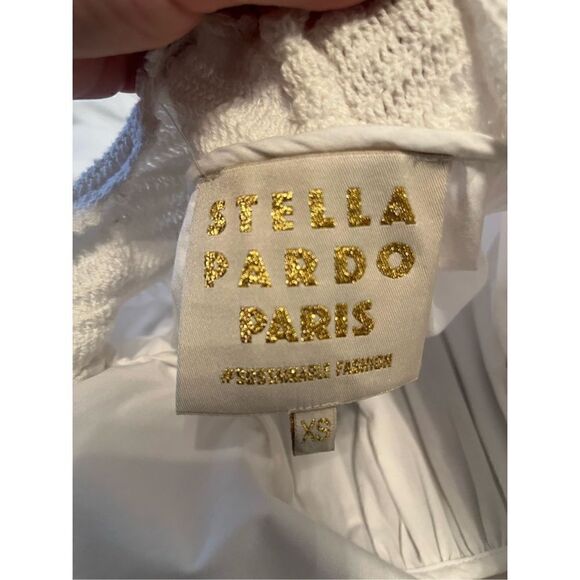 STELLA
PARDO
PARIS
#SUSTAINABLE FASHION
XS